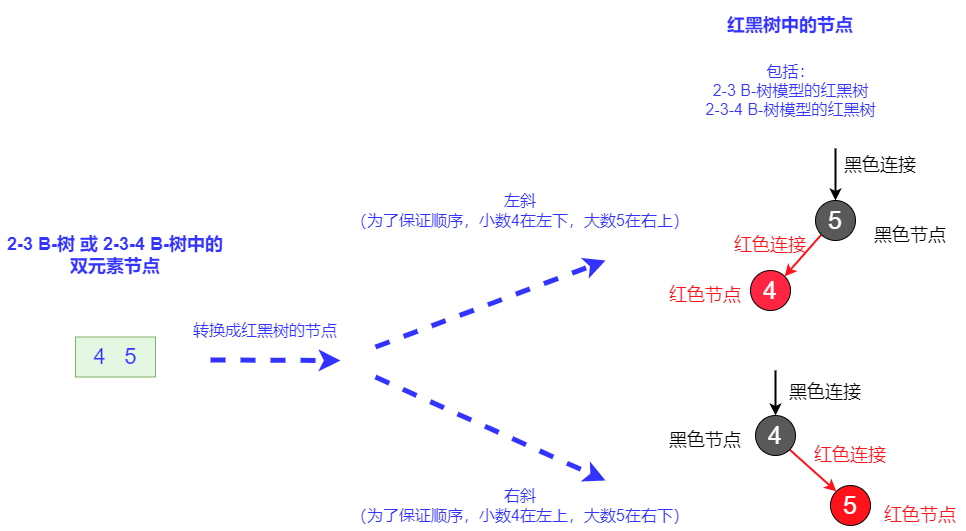 红黑树中的节点
包括：
2-3 B-树模型的红黑树
2-3-4 B-树模型的红黑树
黑色连接
5
黑色节点
红色连接
4
红色节点
左斜
（为了保证顺序，小数4在左下，大数5在右上）
2-3 B-树 或 2-3-4 B-树中的
双元素节点
4 5
转换成红黑树的节点
黑色连接
4
黑色节点
红色连接
5
红色节点
右斜
（为了保证顺序，小数4在左上，大数5在右下）